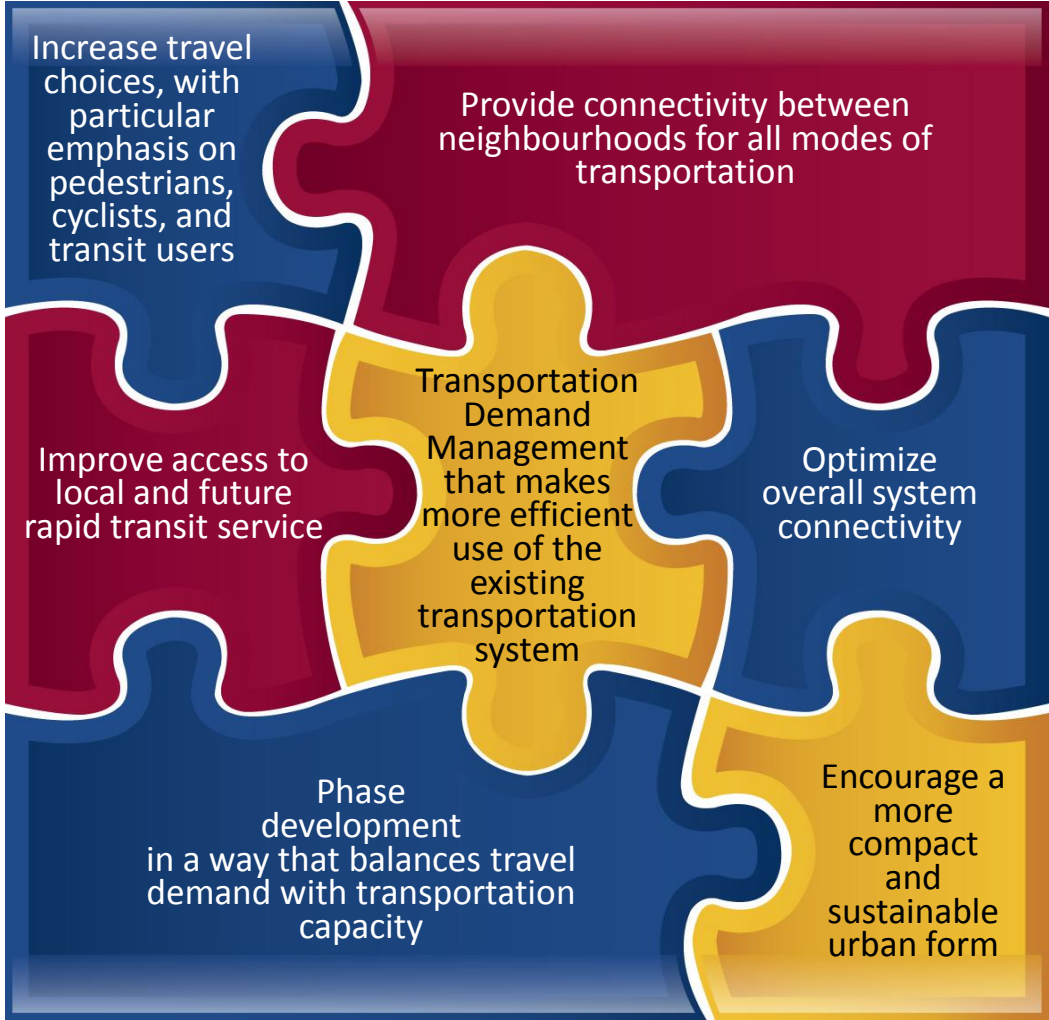 Increase travel
choices, with
particular
emphasis on
pedestrians,
cyclists, and
transit users
Provide connectivity between
neighbourhoods for all modes of
transportation
Improve access to
local and future
rapid transit service
Transportation
Demand
Management
that makes
more efficient
use of the
existing
transportation
system
Optimize
overall system
connectivity
Phase
development
in a way that balances travel
demand with transportation
capacity
Encourage a
more
compact
and
sustainable
urban form